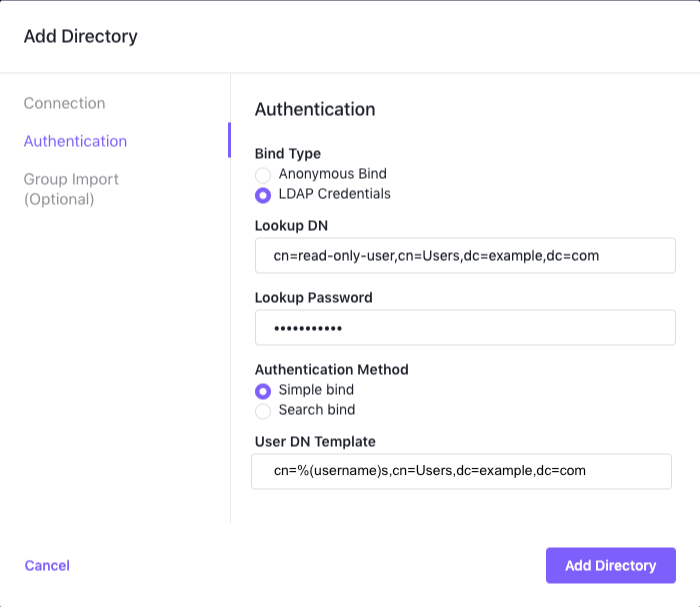 Add Directory
Connection
Authentication
Group Import
(Optional)
Authentication
Bind Type
Anonymous Bind
LDAP Credentials
Lookup DN
cn=read-only-user,cn=Users,dc=example,dc=com
Lookup Password
•••••••••••
Authentication Method
Simple bind
Search bind
User DN Template
cn=%(username)s,cn=Users,dc=example,dc=com
Cancel
Add Directory